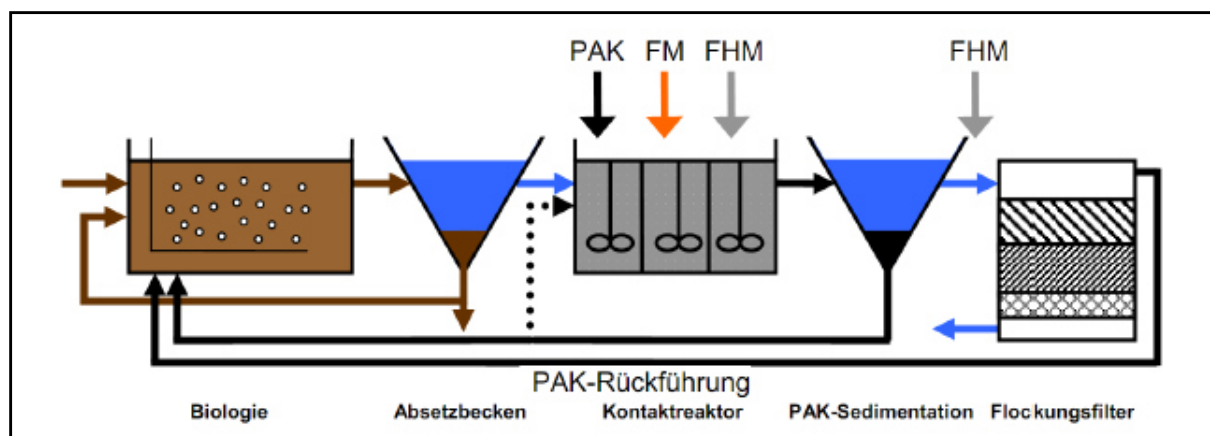 PAK FM FHM FHM
PAK-Rückführung
Biologie Absetzbecken Kontaktreaktor PAK-Sedimentation Flockungsfilter